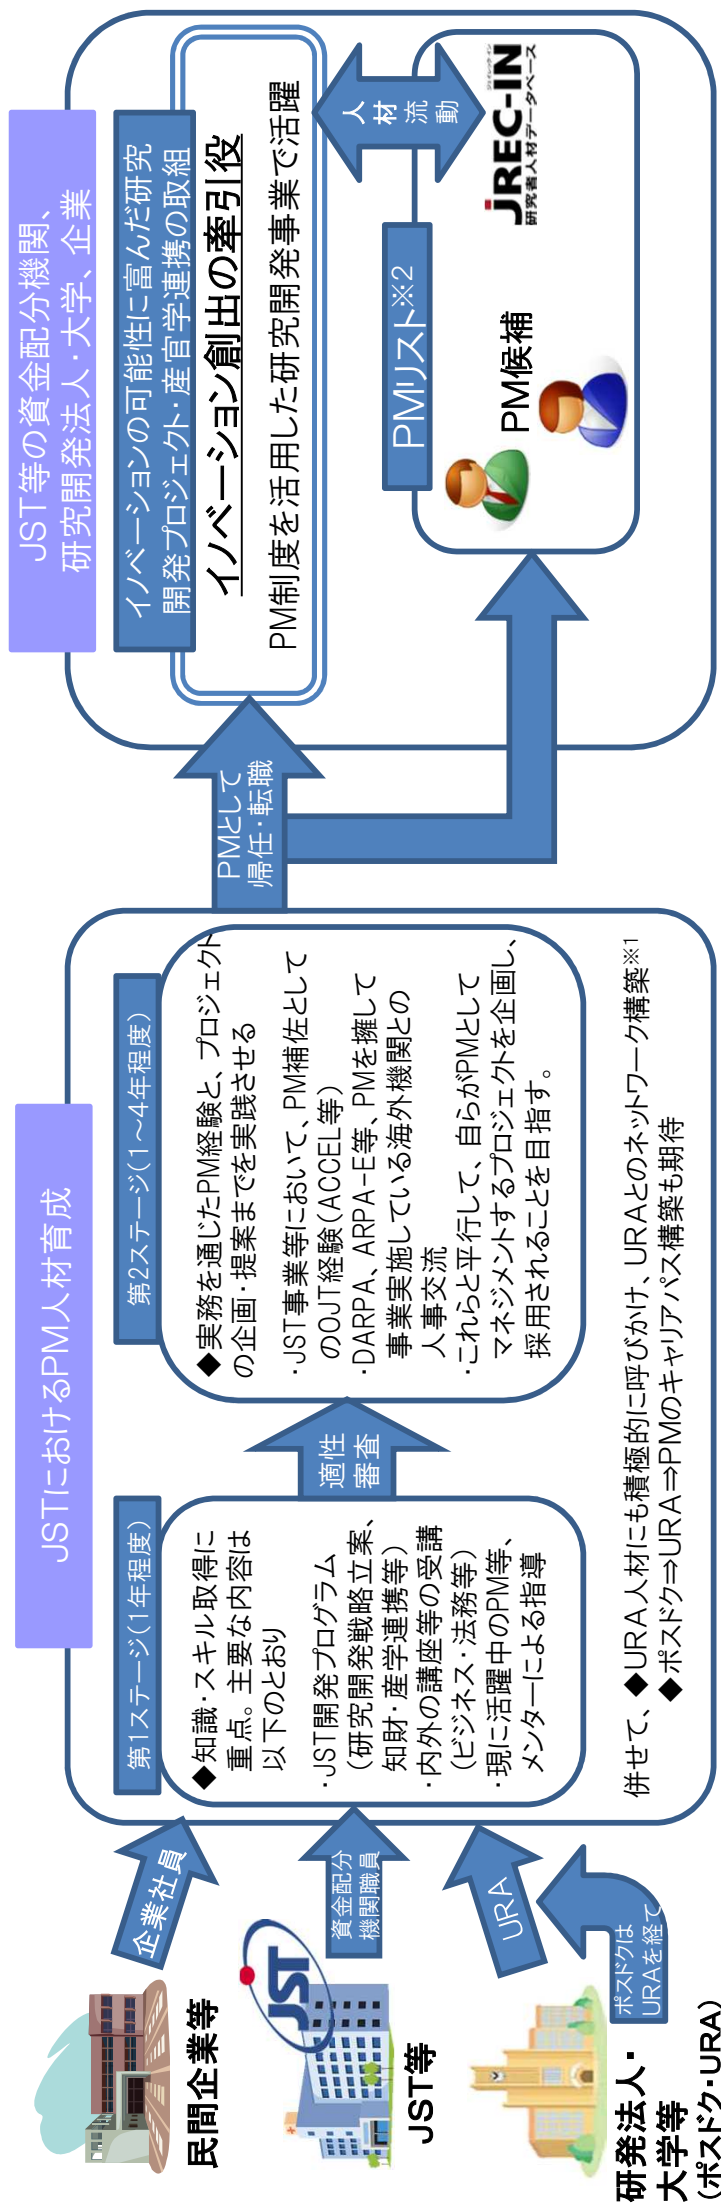 民間企業等
JST
JST等
研発法人・
大学等
(ポスドク・URA)
企業社員
資金配分
機関職員
URA
ポスドクは
URAを経て
JSTにおけるPM人材育成
第1ステージ(1年程度)
◆知識・スキル取得に
重点。主要な内容は
以下のとおり
・JST開発プログラム
(研究開発戦略立案、
知財・産学連携等)
・内外の講座等の受講
(ビジネス・法務等)
・現に活躍中のPM等、
メンターによる指導
適性
審査
第2ステージ(1～4年程度)
◆実務を通じたPM経験と、プロジェクト
の企画・提案までを実践させる
・JST事業等において、PM補佐として
のOJT経験(ACCEL等)
・DARPA、ARPA-E等、PMを擁して
事業実施している海外機関との
人事交流
・これらと平行して、自らがPMとして
マネジメントするプロジェクトを企画し、
採用されることを目指す。
併せて、◆URA人材にも積極的に呼びかけ、URAとのネットワーク構築※1
◆ポスドク⇒URA⇒PMのキャリアパス構築も期待
PMとして
帰任・転職
JST等の資金配分機関、
研究開発法人・大学、企業
イノベーションの可能性に富んだ研究
開発プロジェクト・産官学連携の取組
イノベーション創出の牽引役
PM制度を活用した研究開発事業で活躍
人材
流動
PMリスト※2
PM候補
ジェイレックイン
JREC-IN
研究者人材データベース